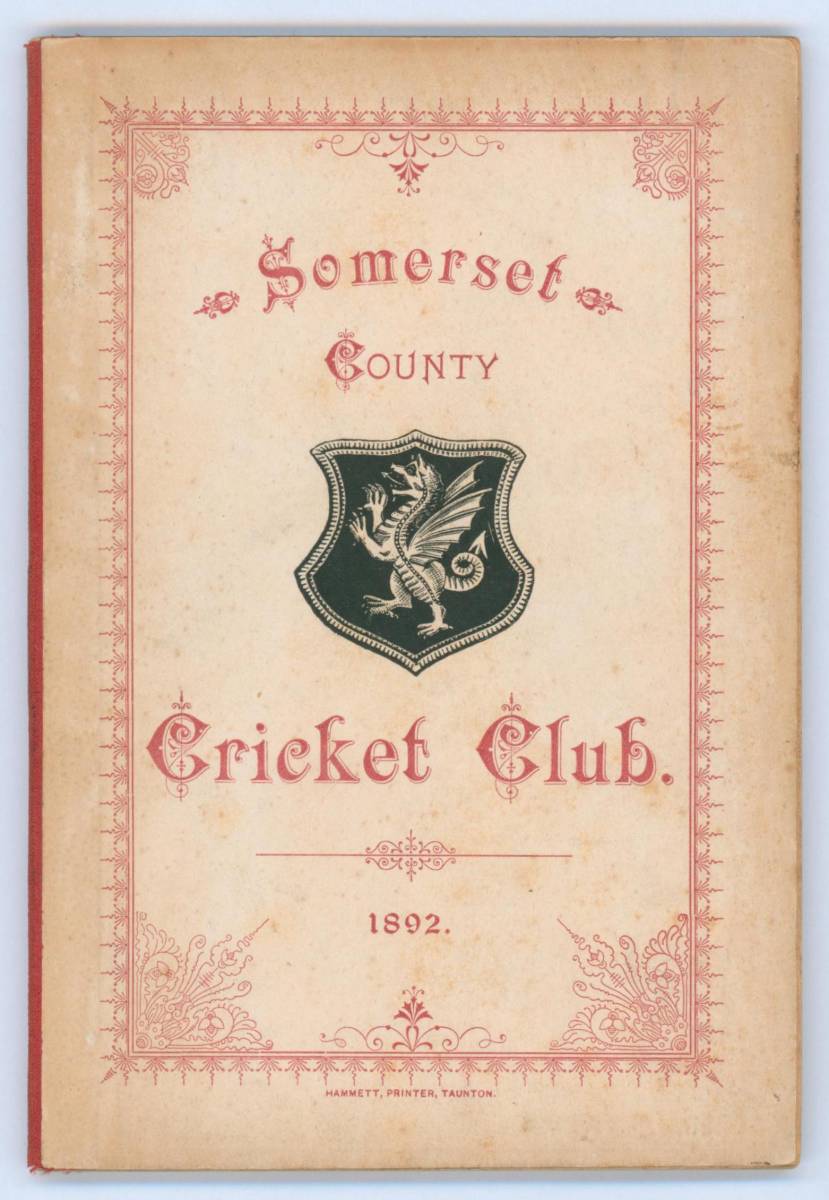 Somerset
County
Cricket Club.
1892.
HAMMETT, PRINTER, TAUNTON.